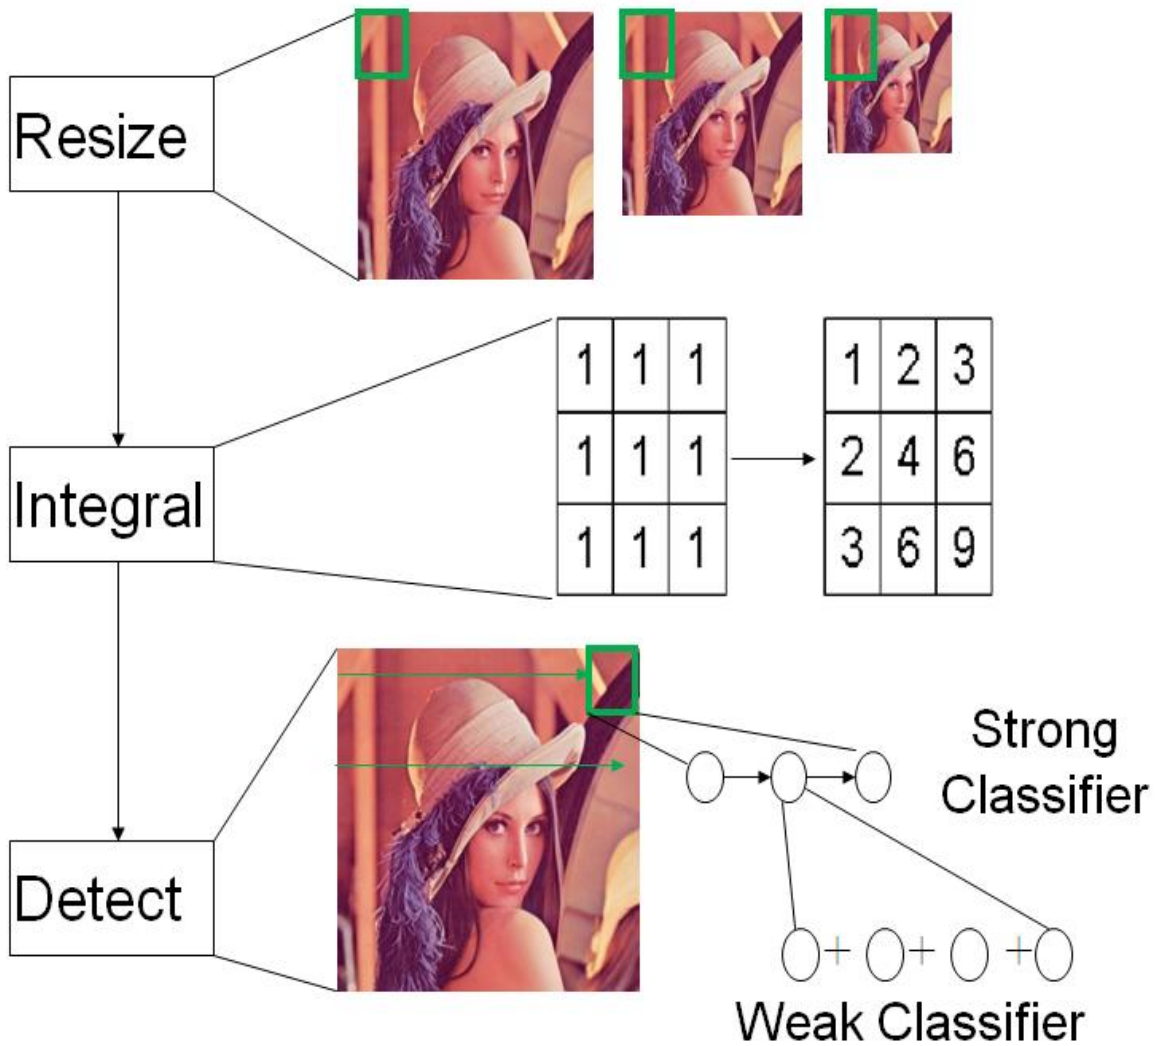 Resize
Integral
1 1 1
1 1 1
1 1 1
1 2 3
2 4 6
3 6 9
Detect
Strong
Classifier
+ + +
Weak Classifier